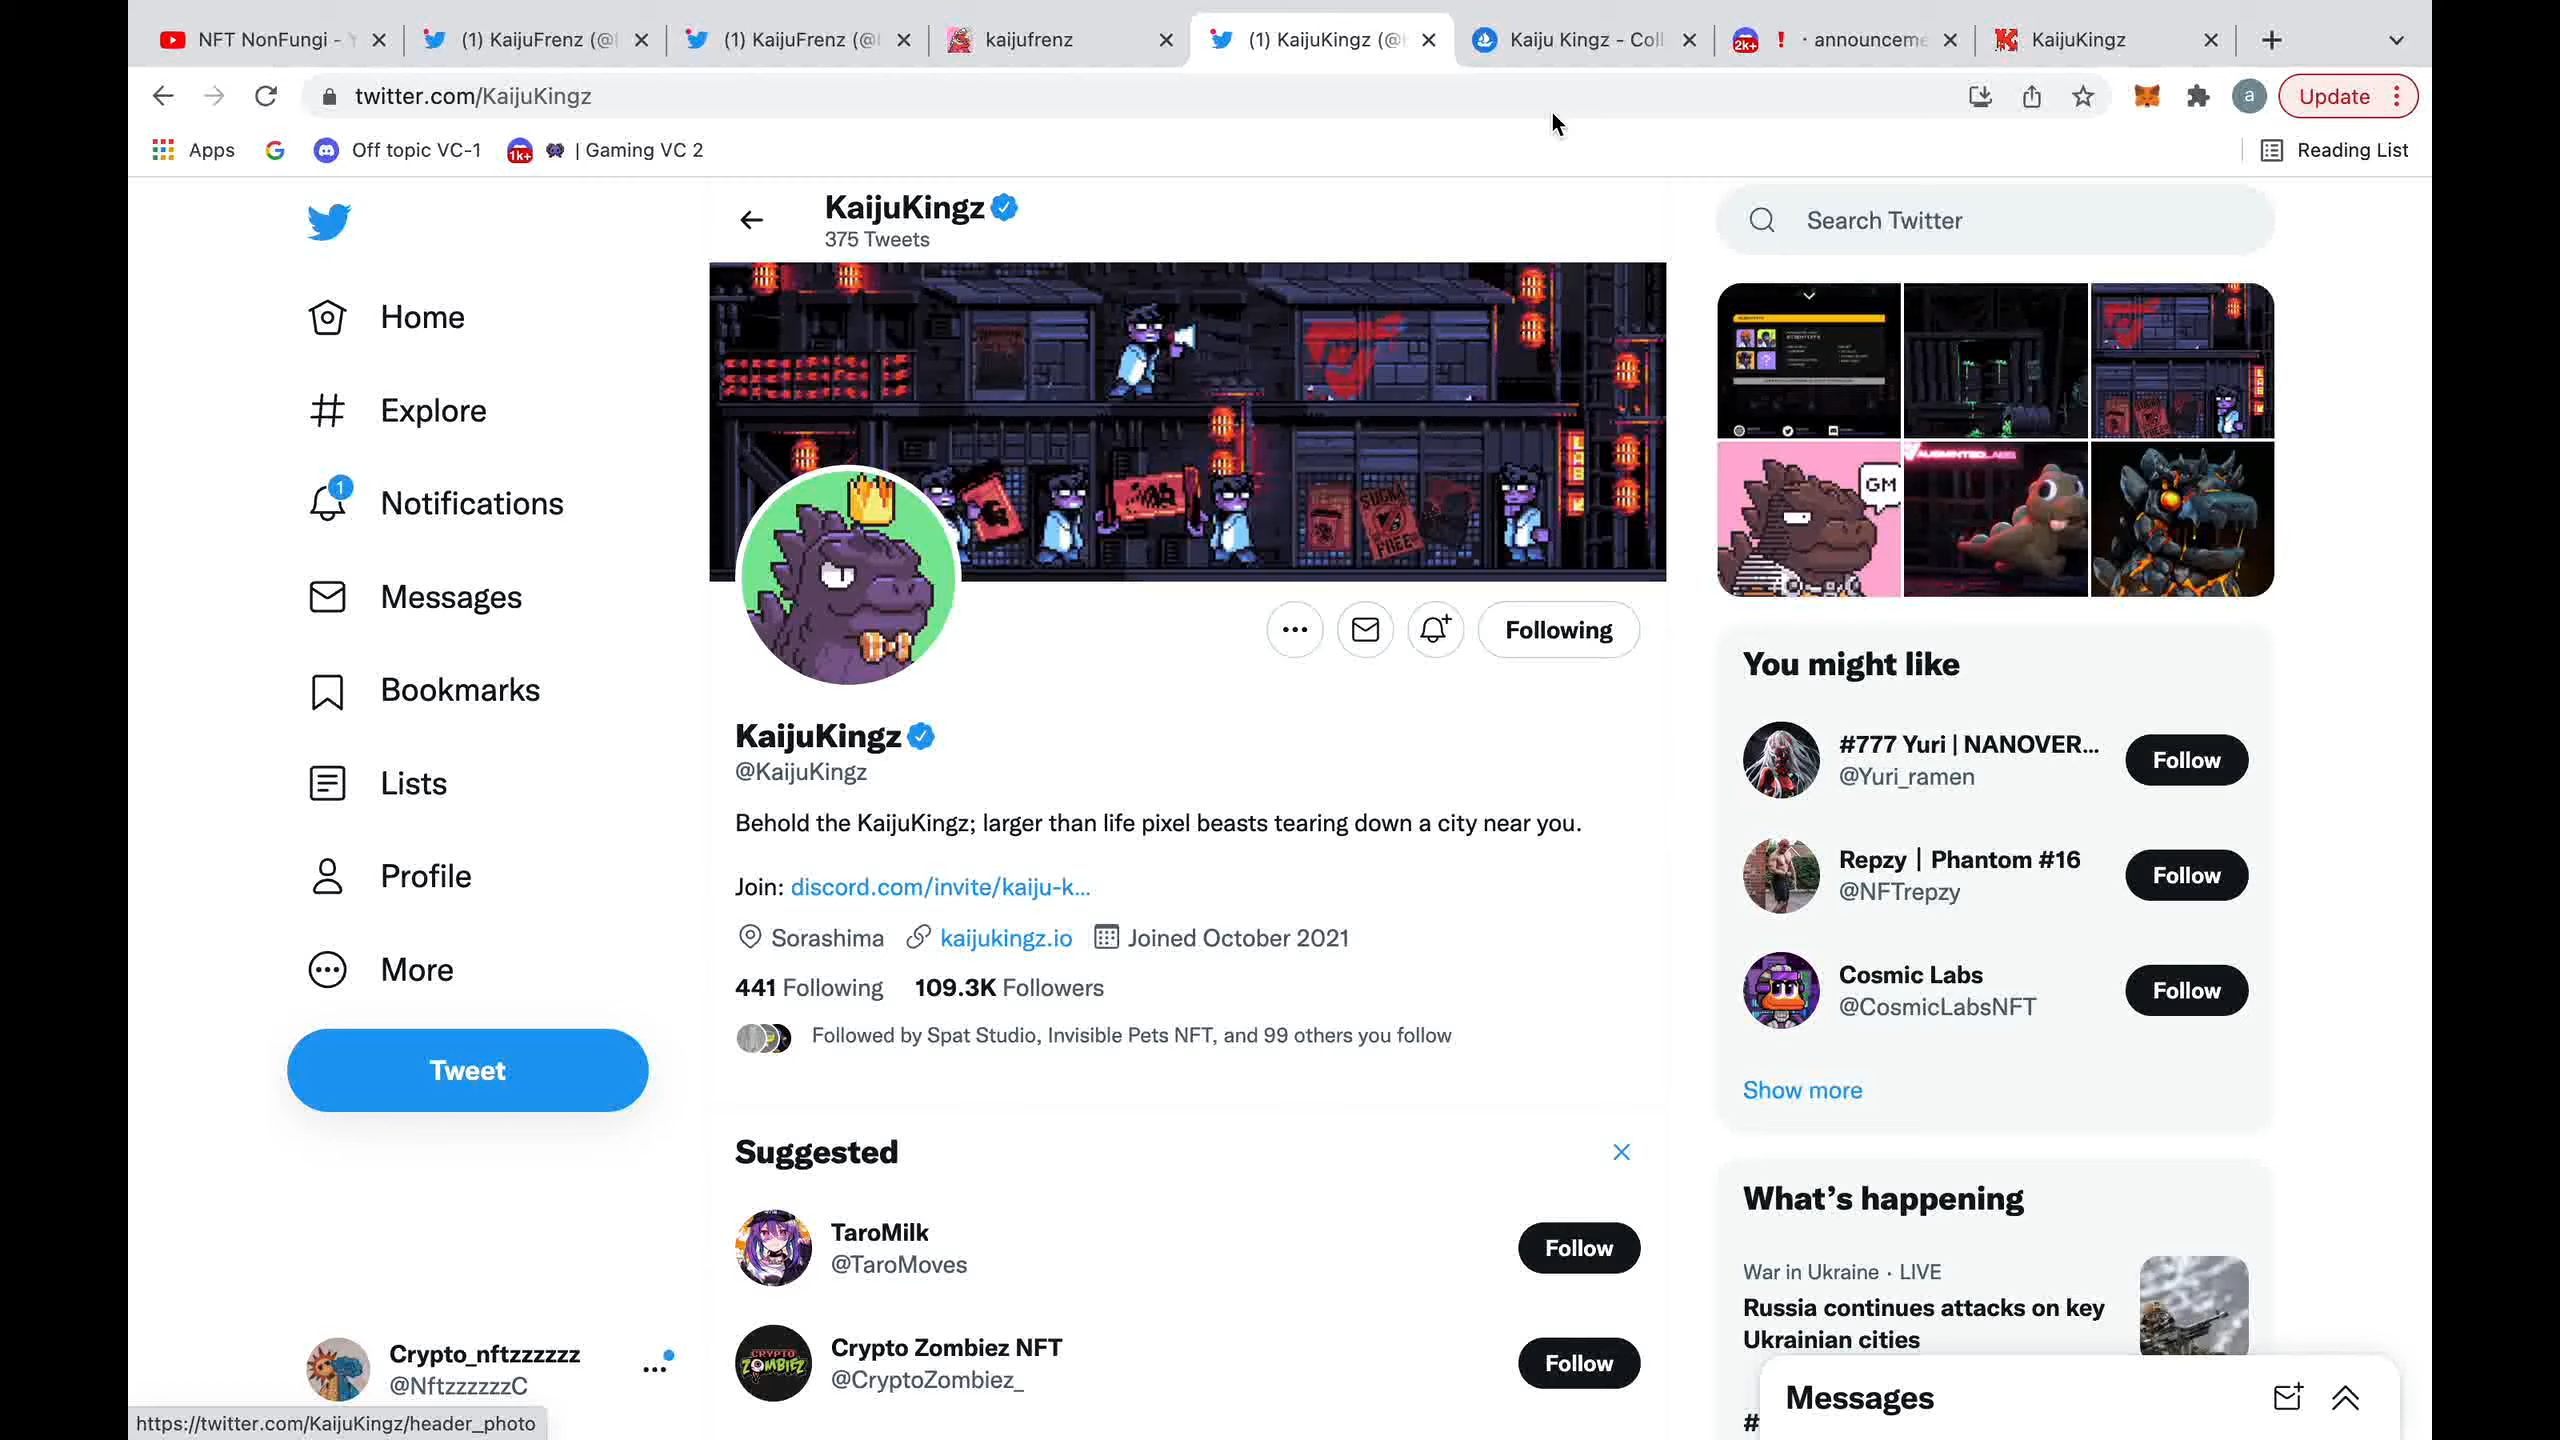 NFT NonFungi -
(1) KaijuFrenz (@
(1) KaijuFrenz (@
kaijufrenz
(1) KaijuKingz (@
Kaiju Kingz - Coll
2k+
· announceme
KaijuKingz
twitter.com/KaijuKingz
a
Update
Apps
Off topic VC-1
1k+
| Gaming VC 2
Reading List
KaijuKingz
375 Tweets
Search Twitter
Home
Explore
1
Notifications
Messages
Bookmarks
Lists
Profile
More
Tweet
GM
Following
KaijuKingz
@KaijuKingz
Behold the KaijuKingz; larger than life pixel beasts tearing down a city near you.
Join: discord.com/invite/kaiju-k...
Sorashima kaijukingz.io Joined October 2021
441 Following 109.3K Followers
Followed by Spat Studio, Invisible Pets NFT, and 99 others you follow
Suggested
TaroMilk
@TaroMoves
Follow
CRYPTO ZOMBIEZ
Crypto Zombiez NFT
@CryptoZombiez_
Follow
You might like
#777 Yuri | NANOVER...
@Yuri_ramen
Follow
Repzy | Phantom #16
@NFTrepzy
Follow
Cosmic Labs
@CosmicLabsNFT
Follow
Show more
What's happening
War in Ukraine · LIVE
Russia continues attacks on key
Ukrainian cities
#
Messages
Crypto_nftzzzzzz
@NftzzzzzzC
https://twitter.com/KaijuKingz/header_photo